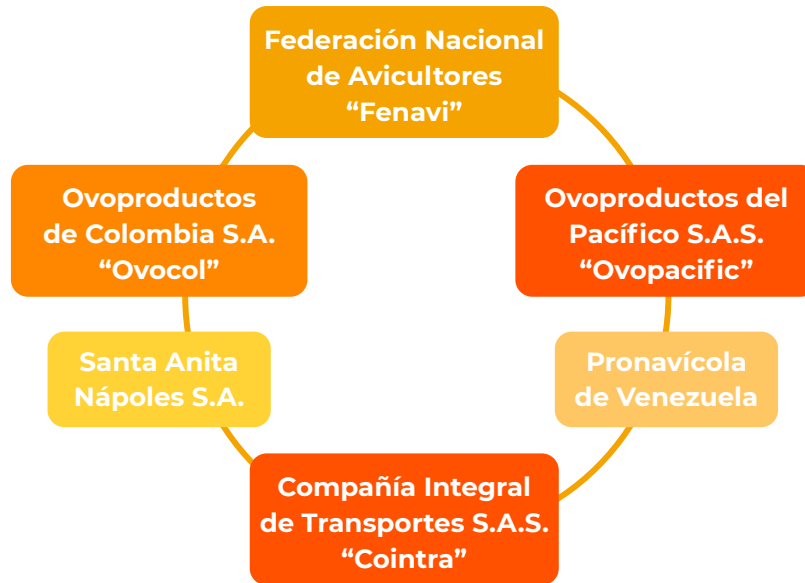 Federación Nacional
de Avicultores
“Fenavi”
Ovoproductos
de Colombia S.A.
“Ovocol”
Ovoproductos del
Pacífico S.A.S.
“Ovopacific”
Santa Anita
Nápoles S.A.
Pronavícola
de Venezuela
Compañía Integral
de Transportes S.A.S.
“Cointra”